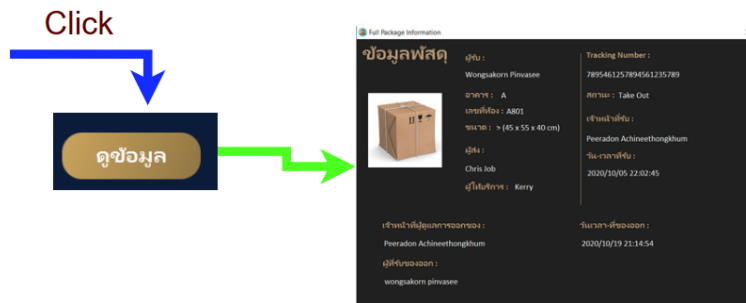 Click
ดูข้อมูล
Full Package Information
ข้อมูลพัสดุ
ผู้รับ :
Wongsakorn Pinvasee
อาคาร : A
เลขที่ห้อง : A801
ขนาด : > (45 x 55 x 40 cm)
ผู้ส่ง :
Chris Job
ผู้ให้บริการ : Kerry
Tracking Number :
7895461257894561235789
สถานะ : Take Out
เจ้าหน้าที่รับ :
Peeradon Achineethongkhum
วัน-เวลาที่รับ :
2020/10/05 22:02:45
เจ้าหน้าที่ผู้ดูแลการออกของ :
Peeradon Achineethongkhum
วันเวลา-ที่ของออก :
2020/10/19 21:14:54
ผู้ที่รับของออก :
wongsakorn pinvasee